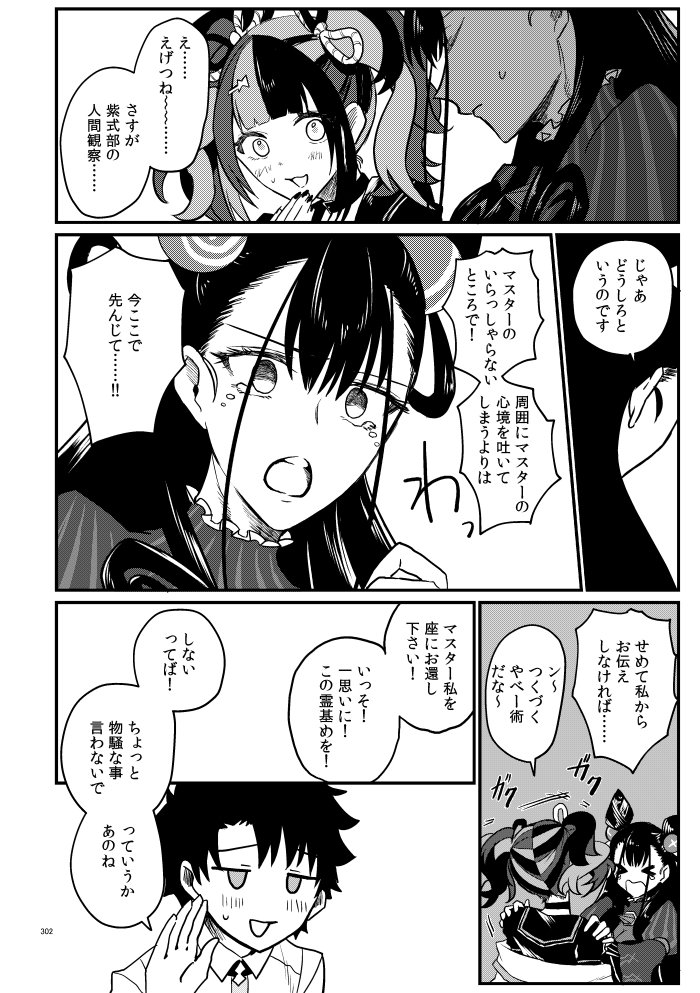 え……
えげつね〜〜……
さすが
紫式部の
人間観察……
じゃあ
どうしろと
いうのです
マスターの
いらっしゃらない
ところで！
周囲にマスターの
心境を吐いて
しまうよりは
わっ
今ここで
先んじて……!!
せめて私から
お伝え
しなければ……
ン〜
つくづく
やべー術
だな〜
ガク
ガク
マスター私を
座にお還し
下さい！
いっそ！
一思いに！
この霊基めを！
しない
ってば！
ちょっと
物騒な事
言わないで
っていうか
あのね
302